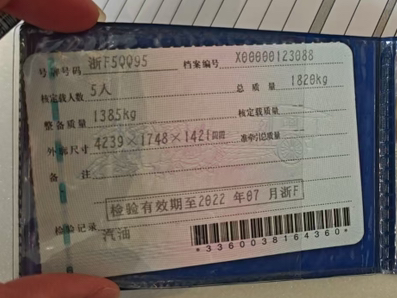 号牌号码 浙F5QQ95 档案编号 X00000123088
核定载人数 5人 总质量 1820kg
整备质量 1385kg 核定载质量
外廓尺寸 4239×1748×1421mm 准牵引总质量
备注
检验有效期至2022年07月浙F
检验记录 汽油
*3360038164360*